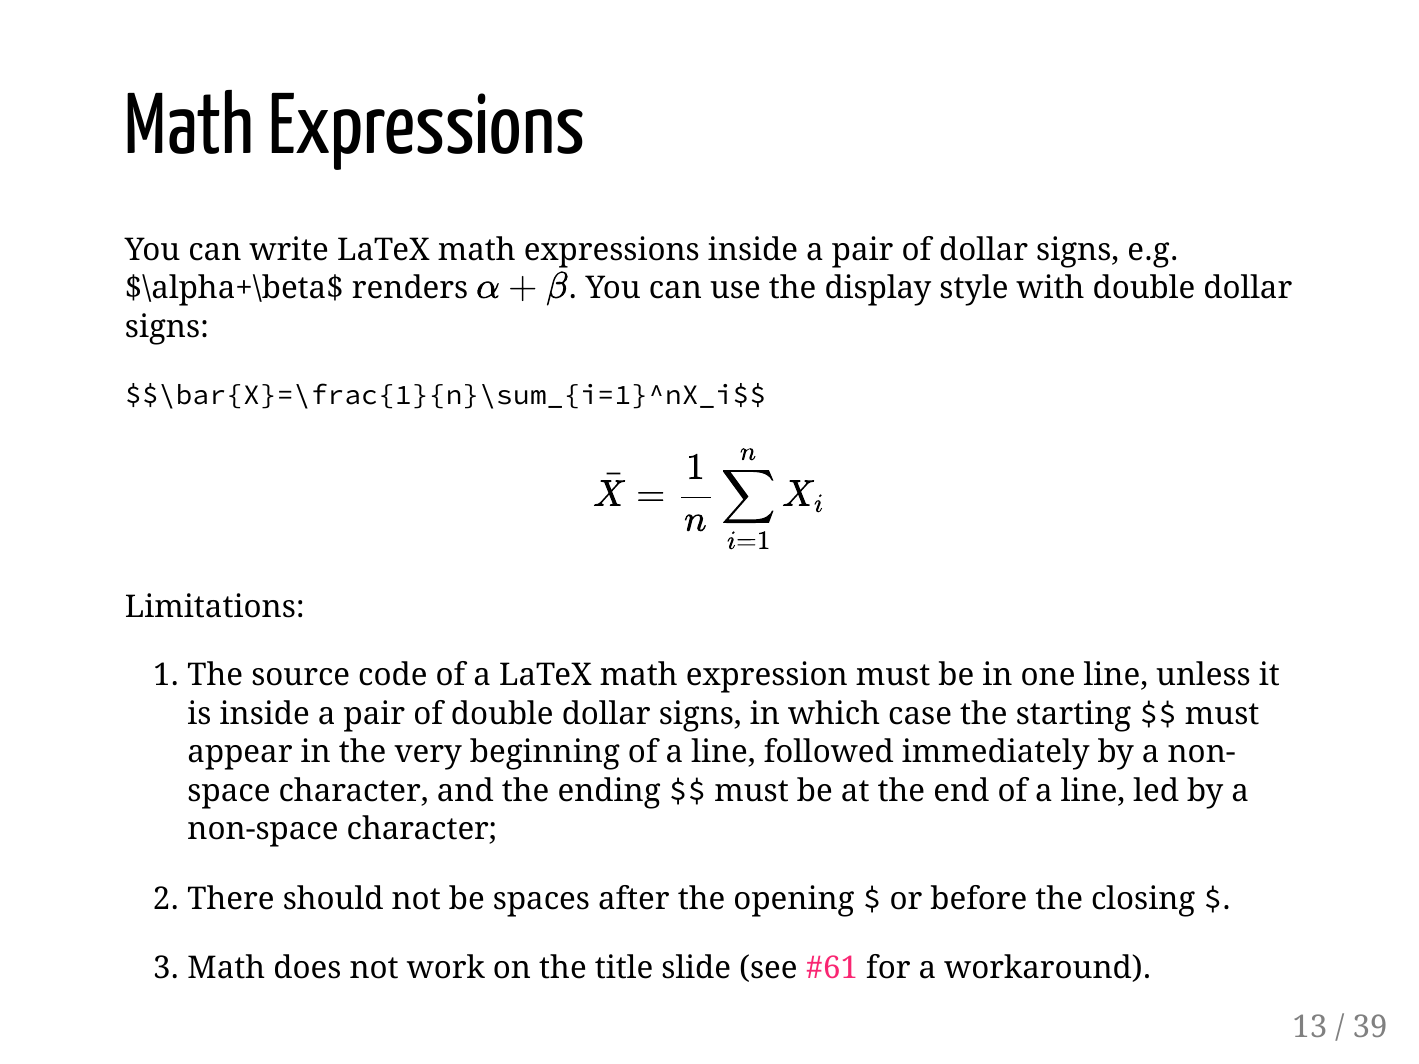 Math Expressions
You can write LaTeX math expressions inside a pair of dollar signs, e.g.
$\alpha+\beta$ renders α + β. You can use the display style with double dollar
signs:
$$\bar{X}=\frac{1}{n}\sum_{i=1}^nX_i$$
X̄ = \frac{1}{n} \sum_{i=1}^{n} X_i
Limitations:
1. The source code of a LaTeX math expression must be in one line, unless it
is inside a pair of double dollar signs, in which case the starting $$ must
appear in the very beginning of a line, followed immediately by a non-
space character, and the ending $$ must be at the end of a line, led by a
non-space character;
2. There should not be spaces after the opening $ or before the closing $.
3. Math does not work on the title slide (see #61 for a workaround).
13 / 39